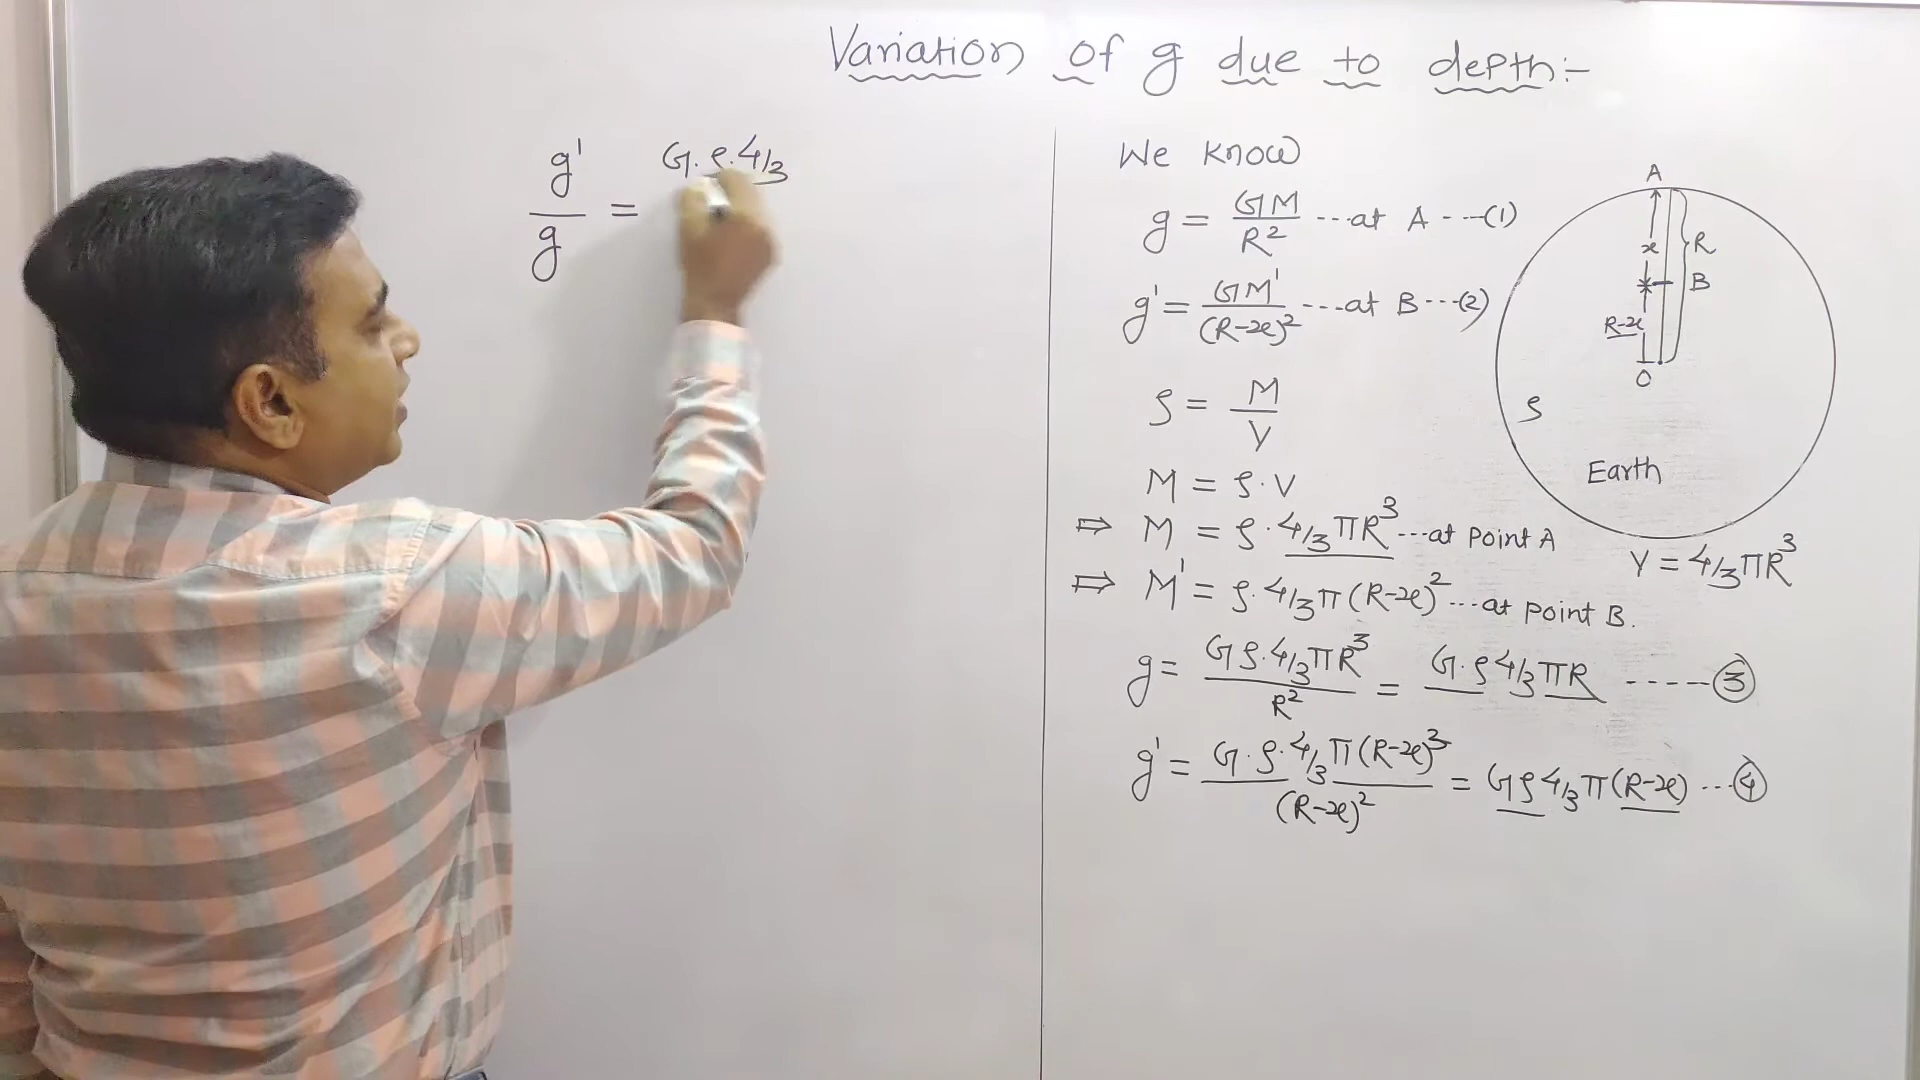 Variation of g due to depth:-
g'/g = G.ρ.4/3
We know
g = GM/R² ---at A ---(1)
g' = GM'/(R-x)² ---at B ---(2)
ρ = M/V
M = ρ.V
⇒ M = ρ.4/3πR³ ---at point A
⇒ M' = ρ.4/3π(R-x)² ---at point B.
g = Gρ.4/3πR³/R² = G.ρ4/3πR -----③
g' = G.ρ.4/3π(R-x)³/(R-x)² = Gρ4/3π(R-x) ---④
A
x
R
B
R-x
O
ρ
Earth
V = 4/3πR³